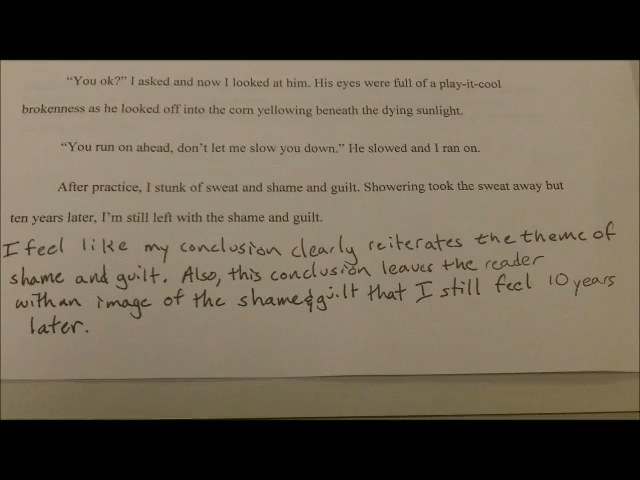 "You ok?" I asked and now I looked at him. His eyes were full of a play-it-cool
brokenness as he looked off into the corn yellowing beneath the dying sunlight.
"You run on ahead, don't let me slow you down." He slowed and I ran on.
After practice, I stunk of sweat and shame and guilt. Showering took the sweat away but
ten years later, I'm still left with the shame and guilt.
I feel like my conclusion clearly reiterates the theme of
shame and guilt. Also, this conclusion leaves the reader
with an image of the shame & guilt that I still feel 10 years
later.